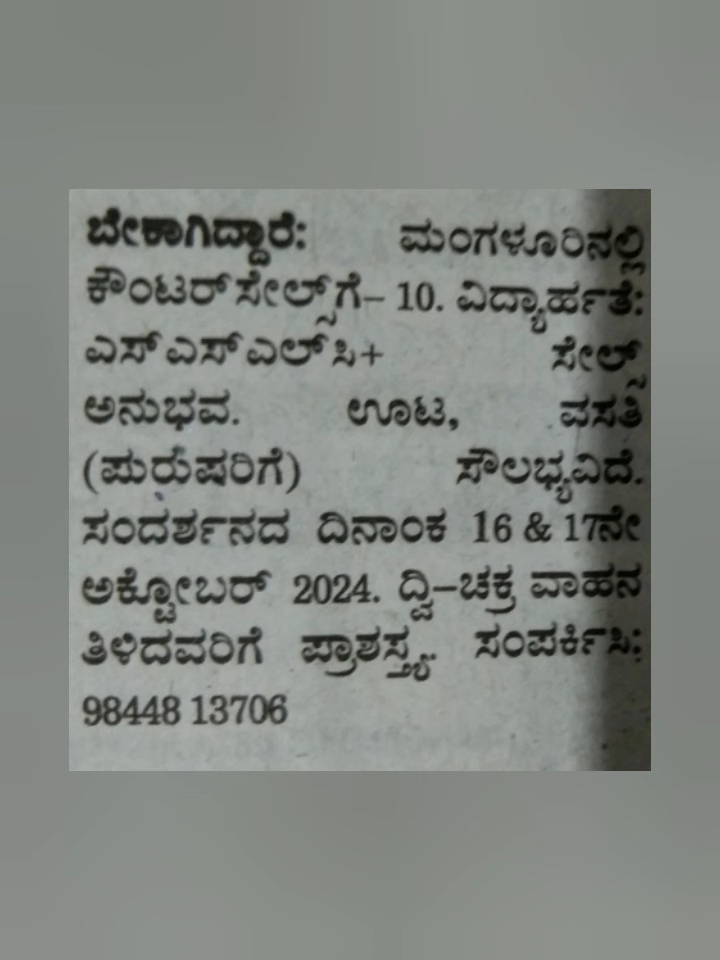 ಬೇಕಾಗಿದ್ದಾರೆ: ಮಂಗಳೂರಿನಲ್ಲಿ
ಕೌಂಟರ್ ಸೇಲ್ಸ್‌ಗೆ– 10. ವಿದ್ಯಾರ್ಹತೆ:
ಎಸ್ಎಸ್ಎಲ್‌ಸಿ+ ಸೇಲ್ಸ್
ಅನುಭವ. ಊಟ, ವಸತಿ
(ಪುರುಷರಿಗೆ) ಸೌಲಭ್ಯವಿದೆ.
ಸಂದರ್ಶನದ ದಿನಾಂಕ 16 & 17ನೇ
ಅಕ್ಟೋಬರ್ 2024. ದ್ವಿ–ಚಕ್ರ ವಾಹನ
ತಿಳಿದವರಿಗೆ ಪ್ರಾಶಸ್ತ್ಯ. ಸಂಪರ್ಕಿಸಿ:
98448 13706